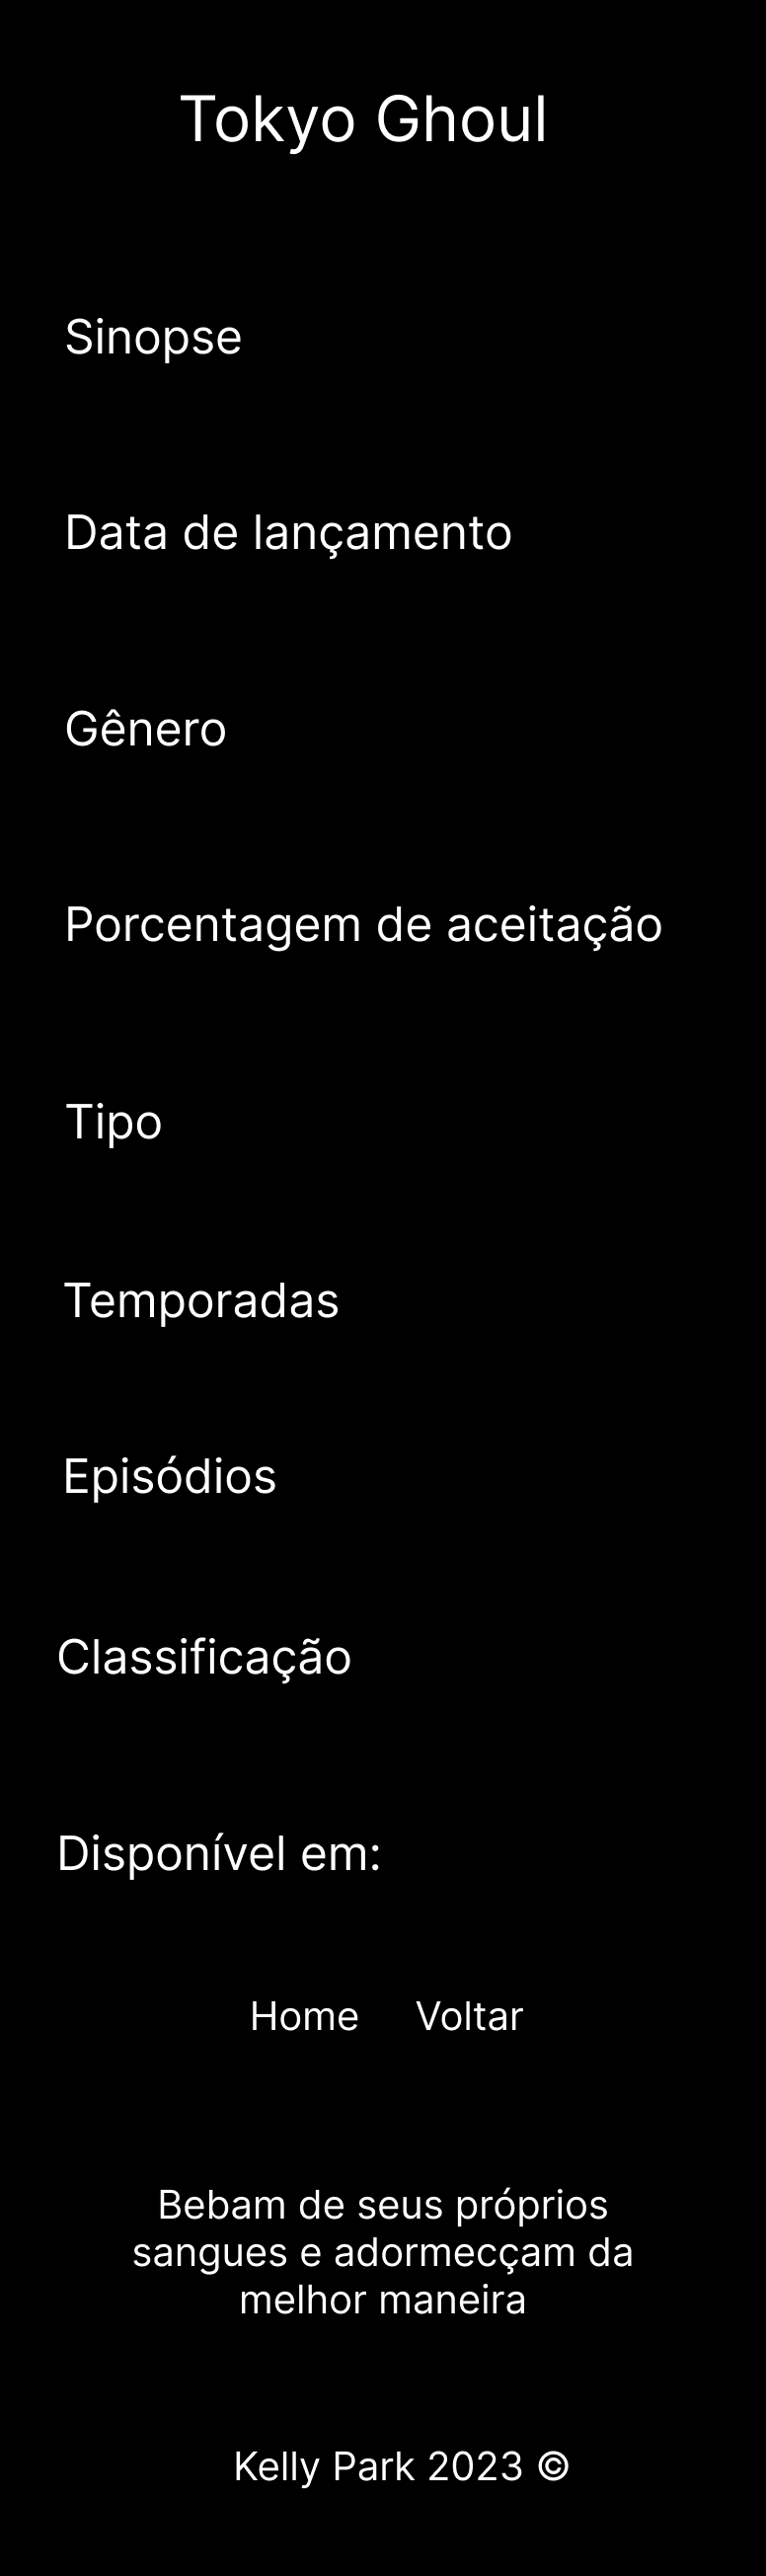 Tokyo Ghoul
Sinopse
Data de lançamento
Gênero
Porcentagem de aceitação
Tipo
Temporadas
Episódios
Classificação
Disponível em:
Home Voltar
Bebam de seus próprios
sangues e adormecçam da
melhor maneira
Kelly Park 2023 ©